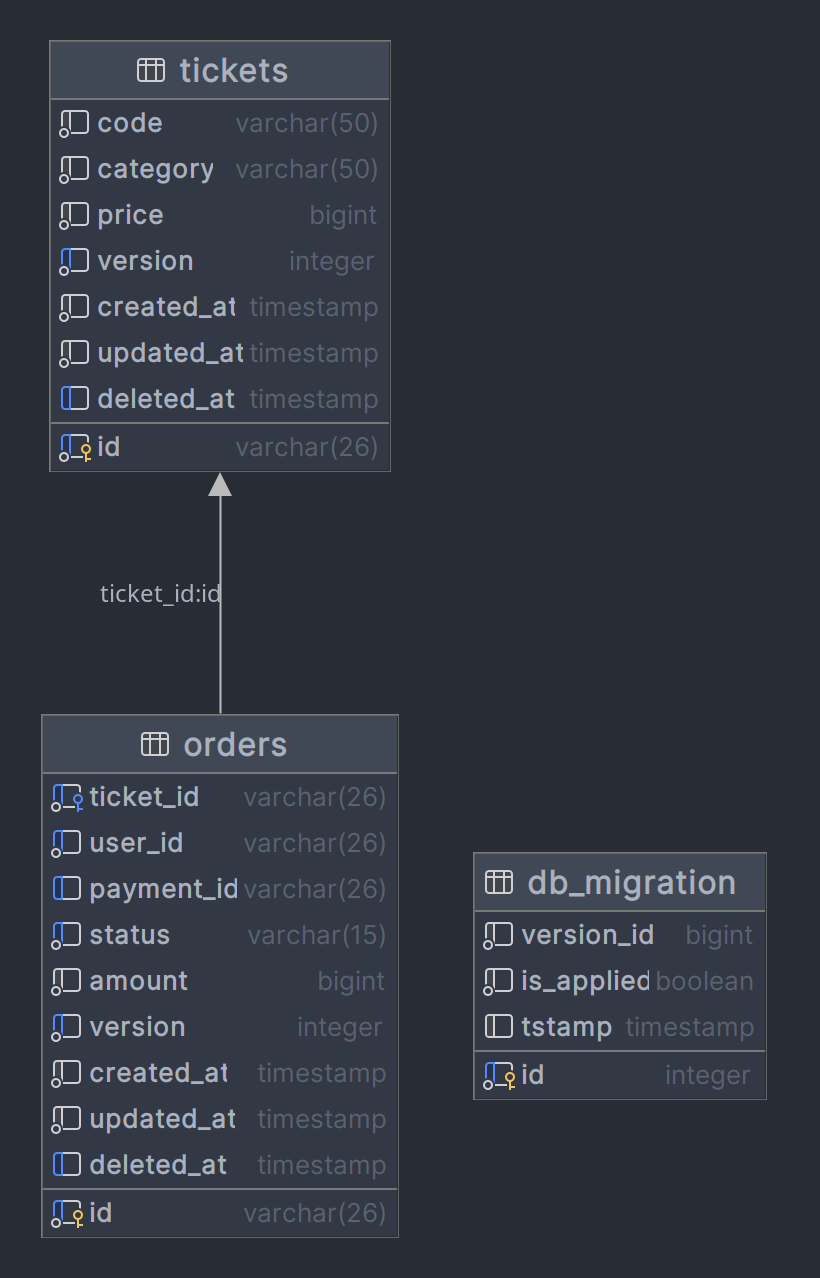 tickets
code varchar(50)
category varchar(50)
price bigint
version integer
created_at timestamp
updated_at timestamp
deleted_at timestamp
id varchar(26)
ticket_id:id
orders
ticket_id varchar(26)
user_id varchar(26)
payment_id varchar(26)
status varchar(15)
amount bigint
version integer
created_at timestamp
updated_at timestamp
deleted_at timestamp
id varchar(26)
db_migration
version_id bigint
is_applied boolean
tstamp timestamp
id integer